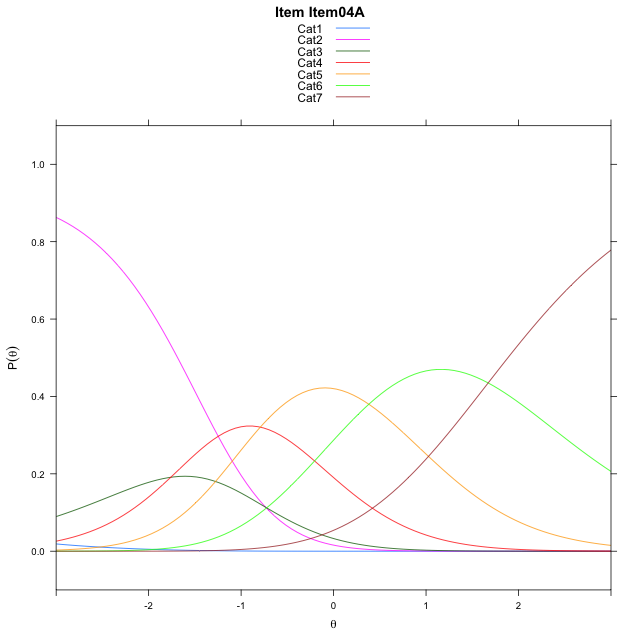 Item Item04A
Cat1
Cat2
Cat3
Cat4
Cat5
Cat6
Cat7
1.0
0.8
0.6
0.4
0.2
0.0
P(θ)
-2 -1 0 1 2
θ